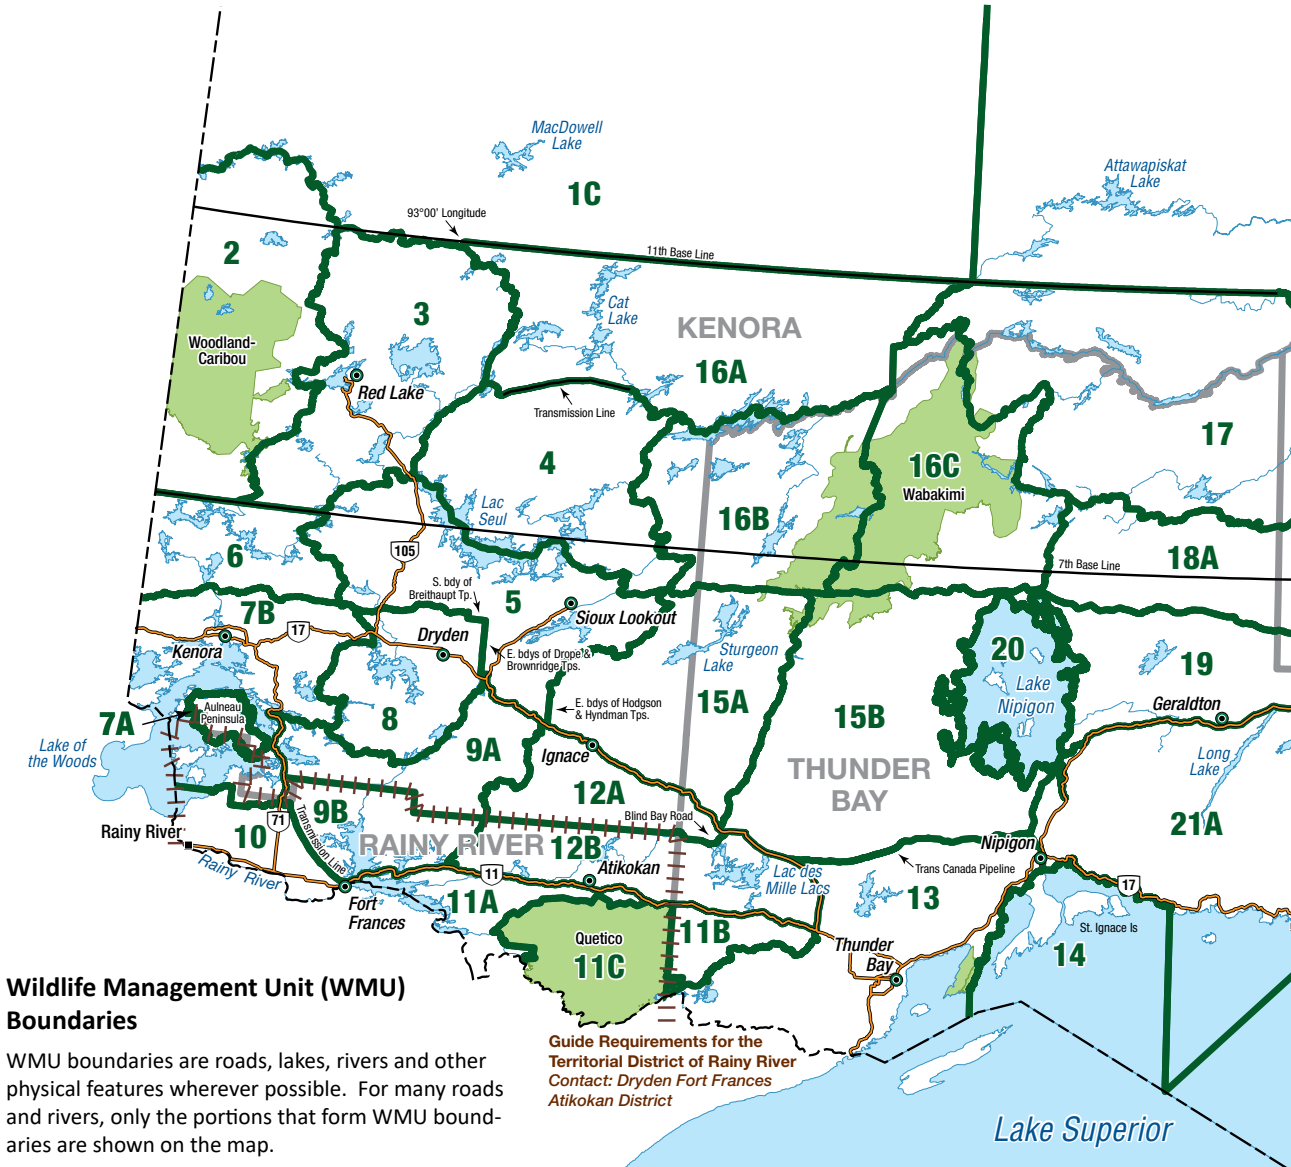 MacDowell
Lake
Attawapiskat
Lake
1C
93°00' Longitude
11th Base Line
2
3
Cat
Lake
KENORA
16A
Woodland-
Caribou
Red Lake
Transmission Line
17
4
16C
Wabakimi
Lac
Seul
16B
6
105
7th Base Line
18A
S. bdy of
Breithaupt Tp.
5
7B
17
Sioux Lookout
Kenora
Dryden
E. bdys of Drope &
Brownridge Tps.
Sturgeon
Lake
20
Lake
Nipigon
19
Geraldton
7A
Aulneau
Peninsula
8
E. bdys of Hodgson
& Hyndman Tps.
15A
15B
Lake of
the Woods
9A
Ignace
Long
Lake
THUNDER
BAY
12A
Blind Bay Road
21A
Rainy River
10
71
9B
Transmission Line
RAINY RIVER
12B
Nipigon
Trans Canada Pipeline
Rainy River
11
Atikokan
Lac des
Mille Lacs
17
Fort
Frances
11A
13
11B
St. Ignace Is
Quetico
11C
Thunder
Bay
14
Wildlife Management Unit (WMU)
Boundaries
WMU boundaries are roads, lakes, rivers and other
physical features wherever possible.  For many roads
and rivers, only the portions that form WMU bound-
aries are shown on the map.
Guide Requirements for the
Territorial District of Rainy River
Contact: Dryden Fort Frances
Atikokan District
Lake Superior